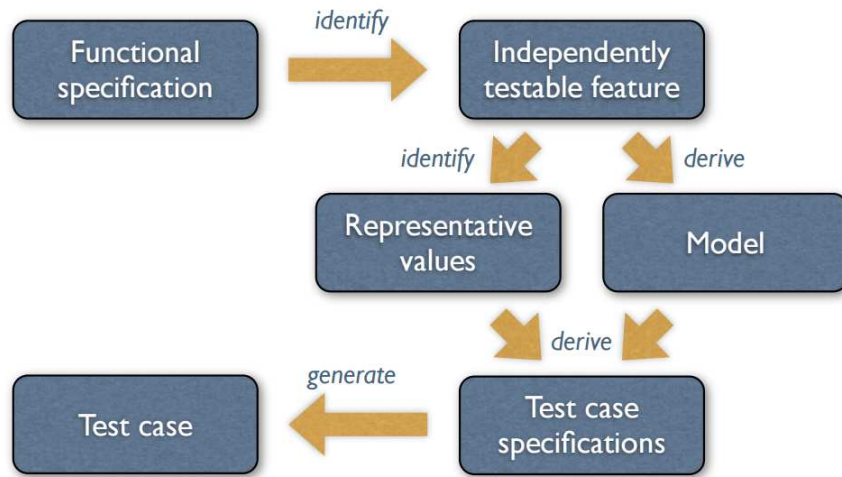 identify
Functional
specification
Independently
testable feature
identify
derive
Representative
values
Model
derive
generate
Test case
Test case
specifications